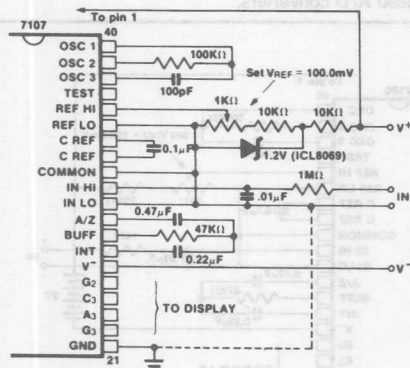 To pin 1
7107
40
OSC 1
OSC 2
OSC 3
TEST
REF HI
REF LO
C REF
C REF
COMMON
IN HI
IN LO
A/Z
BUFF
INT
V⁻
G₂
C₃
A₃
G₃
GND
21
100KΩ
100pF
Set VREF = 100.0mV
1KΩ
10KΩ
10KΩ
V⁺
0.1µF
1.2V (ICL8069)
1MΩ
.01µF
IN
0.47µF
47KΩ
0.22µF
V⁻
TO DISPLAY